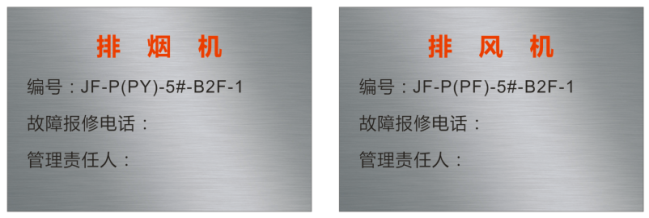 排烟机
编号：JF-P(PY)-5#-B2F-1
故障报修电话：
管理责任人：
排风机
编号：JF-P(PF)-5#-B2F-1
故障报修电话：
管理责任人：